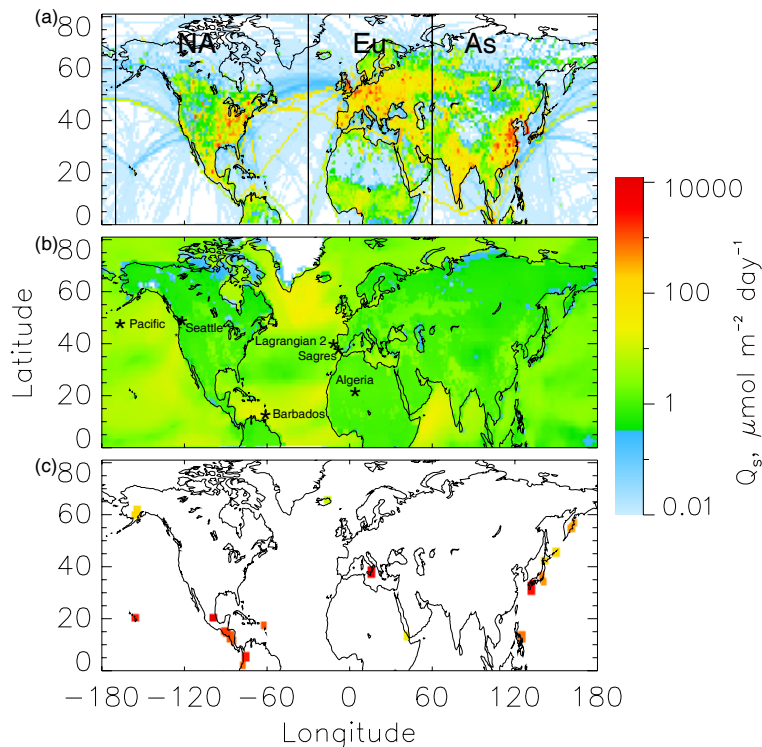 (a)
NA
Eu
As
80
60
40
20
0
(b)
80
60
40
20
0
Pacific
Seattle
Lagrangian 2
Sagres
Algeria
Barbados
(c)
80
60
40
20
0
−180 −120 −60 0 60 120 180
Longitude
Latitude
10000
100
1
0.01
Qs, μmol m−2 day−1